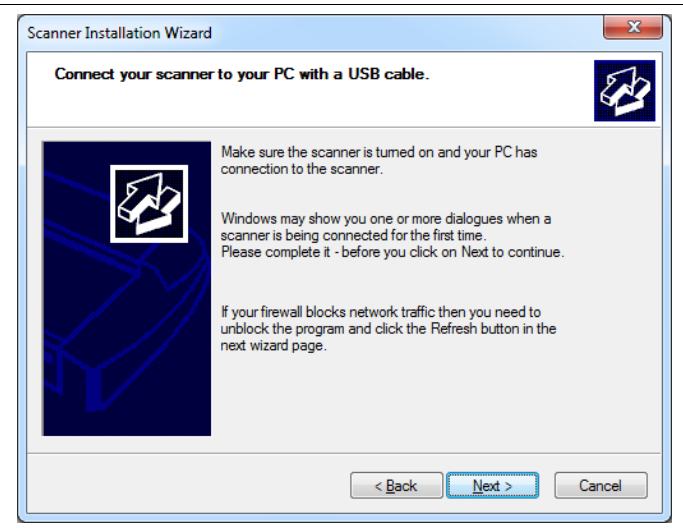 Scanner Installation Wizard
Connect your scanner to your PC with a USB cable.
Make sure the scanner is turned on and your PC has
connection to the scanner.
Windows may show you one or more dialogues when a
scanner is being connected for the first time.
Please complete it - before you click on Next to continue.
If your firewall blocks network traffic then you need to
unblock the program and click the Refresh button in the
next wizard page.
< Back Next > Cancel